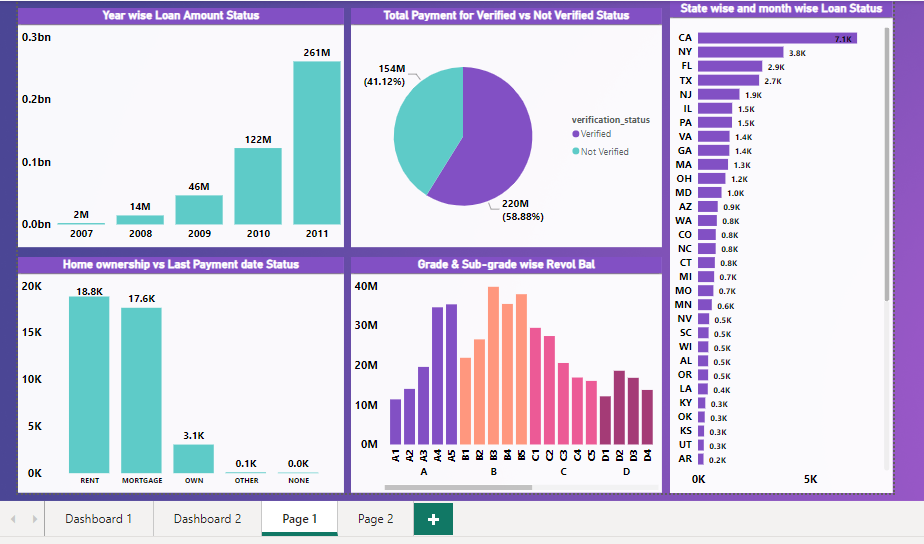 Year wise Loan Amount Status
0.3bn
0.2bn
0.1bn
0.0bn
2M
14M
46M
122M
261M
2007 2008 2009 2010 2011
Total Payment for Verified vs Not Verified Status
154M
(41.12%)
220M
(58.88%)
verification_status
Verified
Not Verified
State wise and month wise Loan Status
CA 7.1K
NY 3.8K
FL 2.9K
TX 2.7K
NJ 1.9K
IL 1.5K
PA 1.5K
VA 1.4K
GA 1.4K
MA 1.3K
OH 1.2K
MD 1.0K
AZ 0.9K
WA 0.8K
CO 0.8K
NC 0.8K
CT 0.8K
MI 0.7K
MO 0.7K
MN 0.6K
NV 0.5K
SC 0.5K
WI 0.5K
AL 0.5K
OR 0.5K
LA 0.4K
KY 0.3K
OK 0.3K
KS 0.3K
UT 0.3K
AR 0.2K
0K 5K
Home ownership vs Last Payment date Status
20K
15K
10K
5K
0K
18.8K
17.6K
3.1K
0.1K
0.0K
RENT MORTGAGE OWN OTHER NONE
Grade & Sub-grade wise Revol Bal
40M
30M
20M
10M
0M
A1 A2 A3 A4 A5 B1 B2 B3 B4 B5 C1 C2 C3 C4 C5 D1 D2 D3 D4
A B C D
Dashboard 1 Dashboard 2 Page 1 Page 2 +